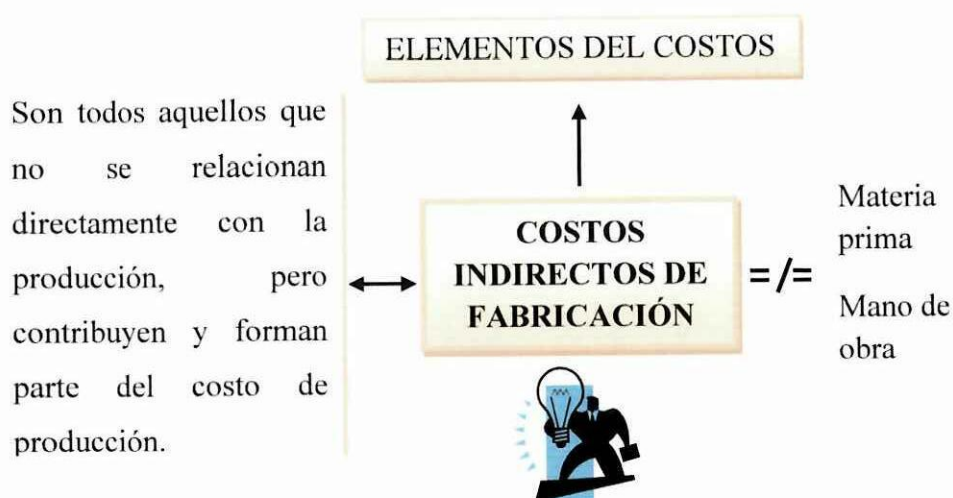 ELEMENTOS DEL COSTOS
Son todos aquellos que
no se relacionan
directamente con la
producción, pero
contribuyen y forman
parte del costo de
producción.
COSTOS
INDIRECTOS DE
FABRICACIÓN
=/=
Materia
prima
Mano de
obra